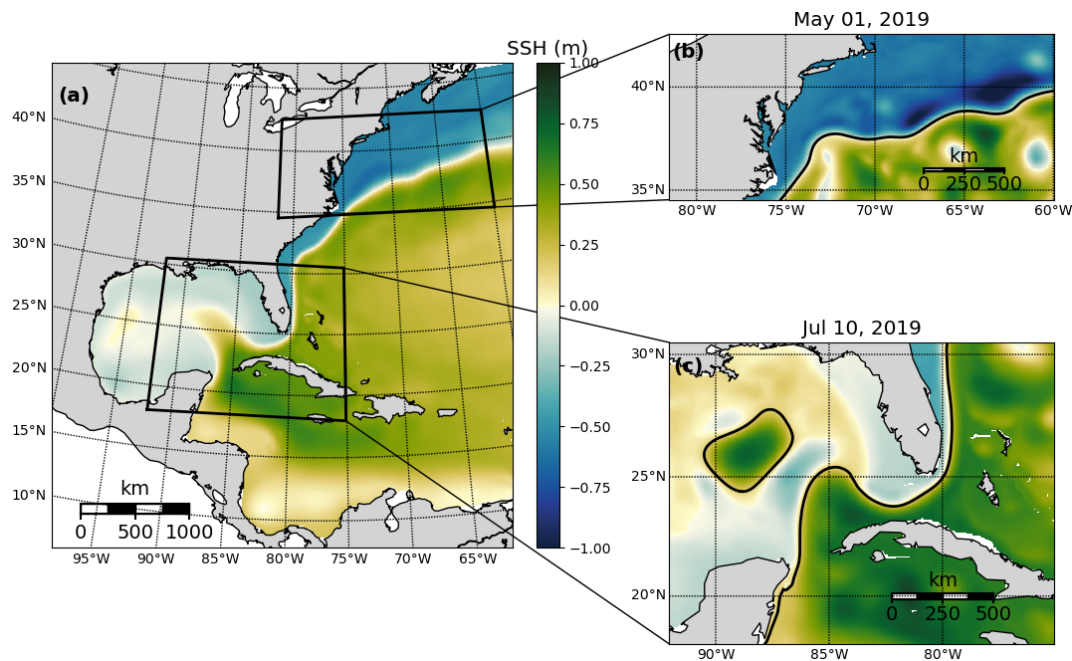 May 01, 2019
SSH (m)
(a)
1.00
0.75
0.50
0.25
0.00
−0.25
−0.50
−0.75
−1.00
40°N
35°N
30°N
25°N
20°N
15°N
10°N
km
0 500 1000
95°W 90°W 85°W 80°W 75°W 70°W 65°W
(b)
40°N
35°N
km
0 250 500
80°W 75°W 70°W 65°W 60°W
Jul 10, 2019
(c)
30°N
25°N
20°N
km
0 250 500
90°W 85°W 80°W